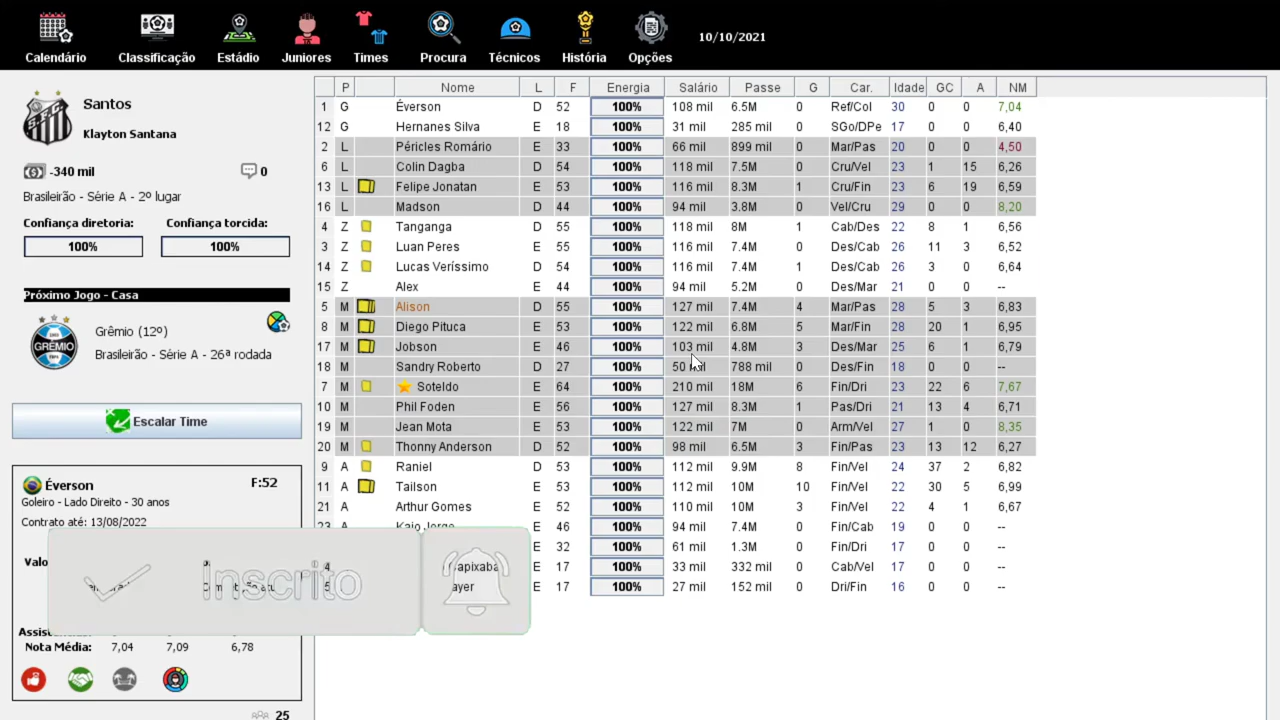 Calendário Classificação Estádio Juniores Times Procura Técnicos História Opções 10/10/2021
Santos
Klayton Santana
-340 mil 0
Brasileirão - Série A - 2º lugar
Confiança diretoria: Confiança torcida:
100% 100%
Próximo Jogo - Casa
GRÊMIO
Grêmio (12º)
Brasileirão - Série A - 26ª rodada
Escalar Time
Éverson F:52
Goleiro - Lado Direito - 30 anos
Contrato até: 13/08/2022
Inscrito
Nota Média: 7,04 7,09 6,78
25
P Nome L F Energia Salário Passe G Car. Idade GC A NM
1 G Éverson D 52 100% 108 mil 6.5M 0 Ref/Col 30 0 0 7,04
12 G Hernanes Silva E 18 100% 31 mil 285 mil 0 SGo/DPe 17 0 0 6,40
2 L Péricles Romário E 33 100% 66 mil 899 mil 0 Mar/Pas 20 0 0 4,50
6 L Colin Dagba D 54 100% 118 mil 7.5M 0 Cru/Vel 23 1 15 6,26
13 L Felipe Jonatan E 53 100% 116 mil 8.3M 1 Cru/Fin 23 6 19 6,59
16 L Madson D 44 100% 94 mil 3.8M 0 Vel/Cru 29 0 0 8,20
4 Z Tanganga D 55 100% 118 mil 8M 1 Cab/Des 22 8 1 6,56
3 Z Luan Peres E 55 100% 116 mil 7.4M 0 Des/Cab 26 11 3 6,52
14 Z Lucas Veríssimo D 54 100% 116 mil 7.4M 1 Des/Cab 26 3 0 6,64
15 Z Alex E 44 100% 94 mil 5.2M 0 Des/Mar 21 0 0 --
5 M Alison D 55 100% 127 mil 7.4M 4 Mar/Pas 28 5 3 6,83
8 M Diego Pituca E 53 100% 122 mil 6.8M 5 Mar/Fin 28 20 1 6,95
17 M Jobson E 46 100% 103 mil 4.8M 3 Des/Mar 25 6 1 6,79
18 M Sandry Roberto D 27 100% 50 mil 788 mil 0 Des/Fin 18 0 0 --
7 M Soteldo E 64 100% 210 mil 18M 6 Fin/Dri 23 22 6 7,67
10 M Phil Foden E 56 100% 127 mil 8.3M 1 Pas/Dri 21 13 4 6,71
19 M Jean Mota E 53 100% 122 mil 7M 0 Arm/Vel 27 1 0 8,35
20 M Thonny Anderson D 52 100% 98 mil 6.5M 3 Fin/Pas 23 13 12 6,27
9 A Raniel D 53 100% 112 mil 9.9M 8 Fin/Vel 24 37 2 6,82
11 A Tailson E 53 100% 112 mil 10M 10 Fin/Vel 22 30 5 6,99
21 A Arthur Gomes E 52 100% 110 mil 10M 3 Fin/Vel 22 4 1 6,67
23 A Kaio Jorge E 46 100% 94 mil 7.4M 0 Fin/Cab 19 0 0 --
E 32 100% 61 mil 1.3M 0 Fin/Dri 17 0 0 --
E 17 100% 33 mil 332 mil 0 Cab/Vel 17 0 0 --
E 17 100% 27 mil 152 mil 0 Dri/Fin 16 0 0 --